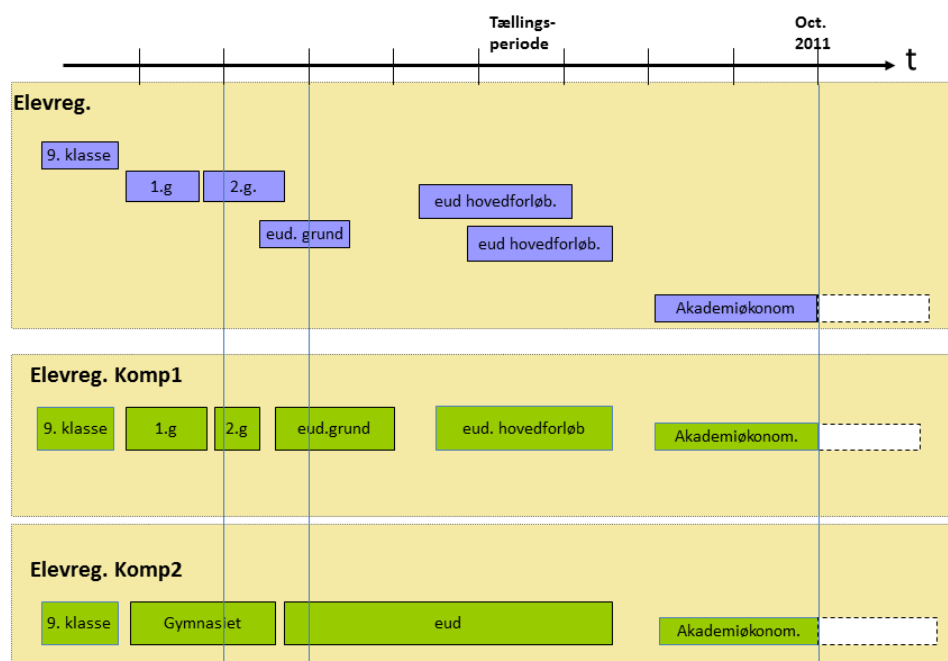 Tællings-
periode
Oct.
2011
t
Elevreg.
9. klasse
1.g
2.g.
eud hovedforløb.
eud. grund
eud hovedforløb.
Akademiøkonom
Elevreg. Komp1
9. klasse
1.g
2.g
eud.grund
eud. hovedforløb
Akademiøkonom.
Elevreg. Komp2
9. klasse
Gymnasiet
eud
Akademiøkonom.